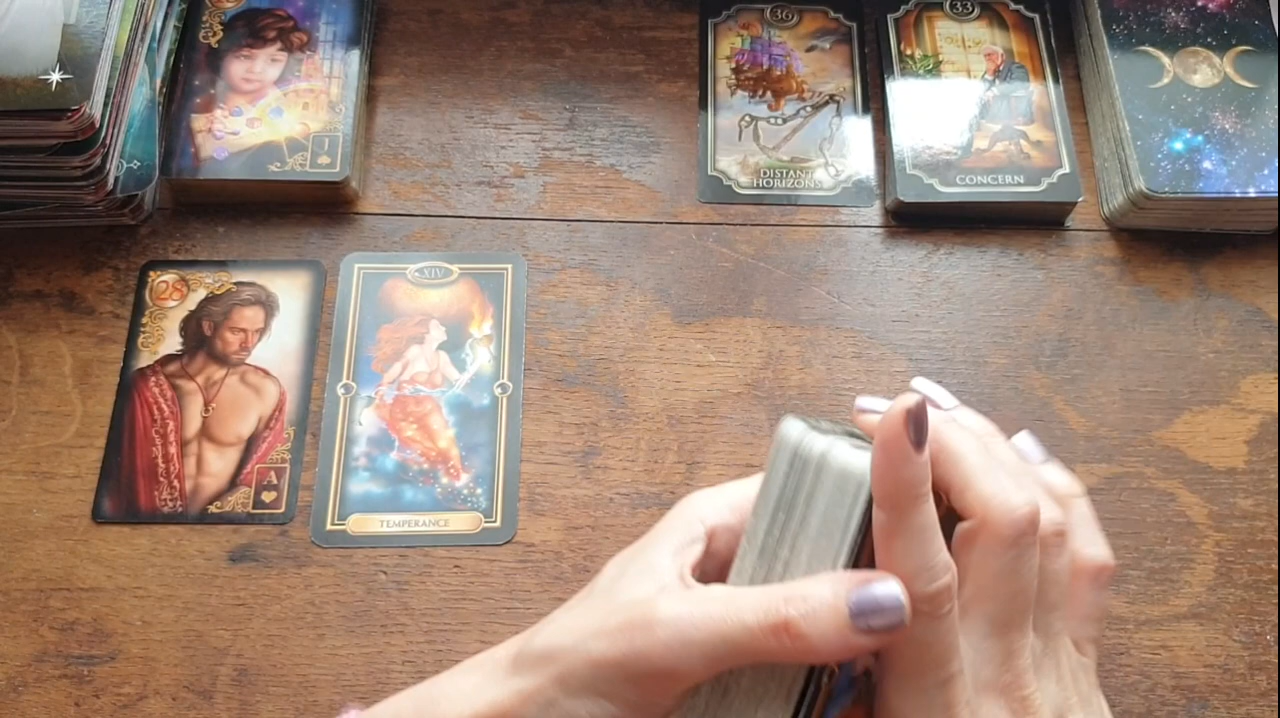 J
36
DISTANT
HORIZONS
33
CONCERN
28
A
XIV
TEMPERANCE